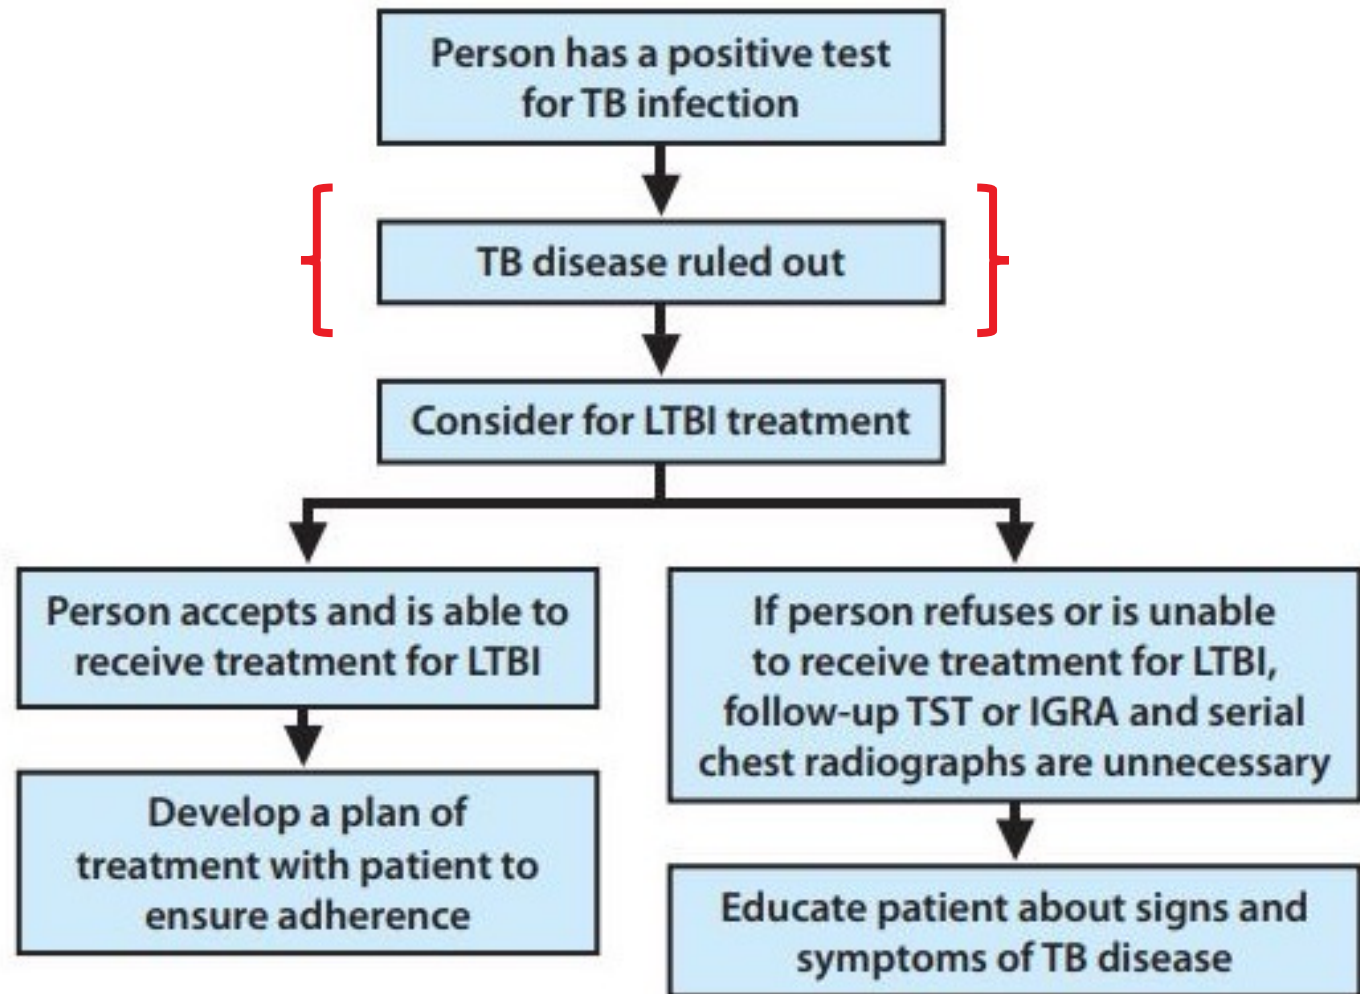 Person has a positive test
for TB infection
TB disease ruled out
Consider for LTBI treatment
Person accepts and is able to
receive treatment for LTBI
Develop a plan of
treatment with patient to
ensure adherence
If person refuses or is unable
to receive treatment for LTBI,
follow-up TST or IGRA and serial
chest radiographs are unnecessary
Educate patient about signs and
symptoms of TB disease